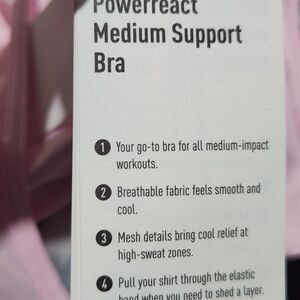 Powerreact
Medium Support
Bra
1 Your go-to bra for all medium-impact
workouts.
2 Breathable fabric feels smooth and
cool.
3 Mesh details bring cool relief at
high-sweat zones.
4 Pull your shirt through the elastic
band when you need to shed a layer.